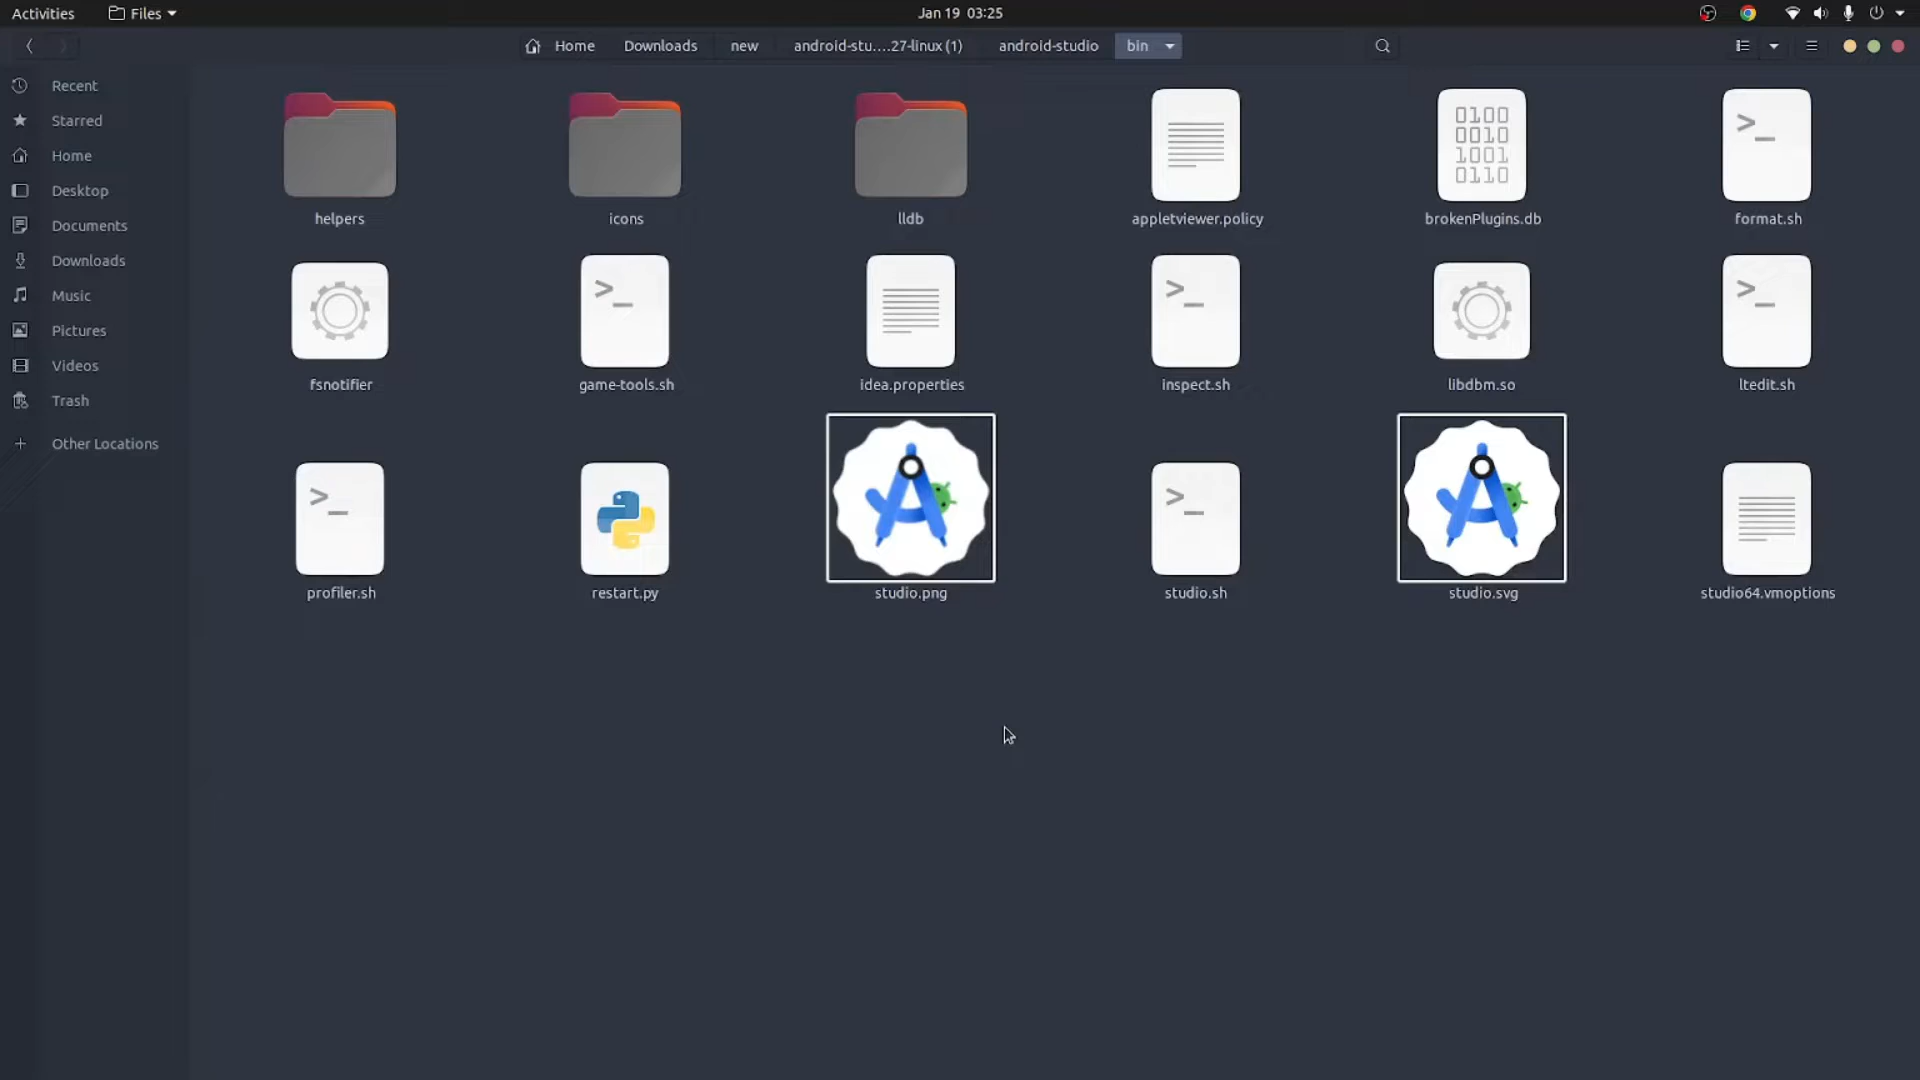 Activities Files Jan 19 03:25
Home Downloads new android-stu....27-linux (1) android-studio bin
Recent
Starred
Home
Desktop
Documents
Downloads
Music
Pictures
Videos
Trash
Other Locations
helpers icons lldb appletviewer.policy brokenPlugins.db format.sh
fsnotifier game-tools.sh idea.properties inspect.sh libdbm.so ltedit.sh
profiler.sh restart.py studio.png studio.sh studio.svg studio64.vmoptions
0100
0010
1001
0110